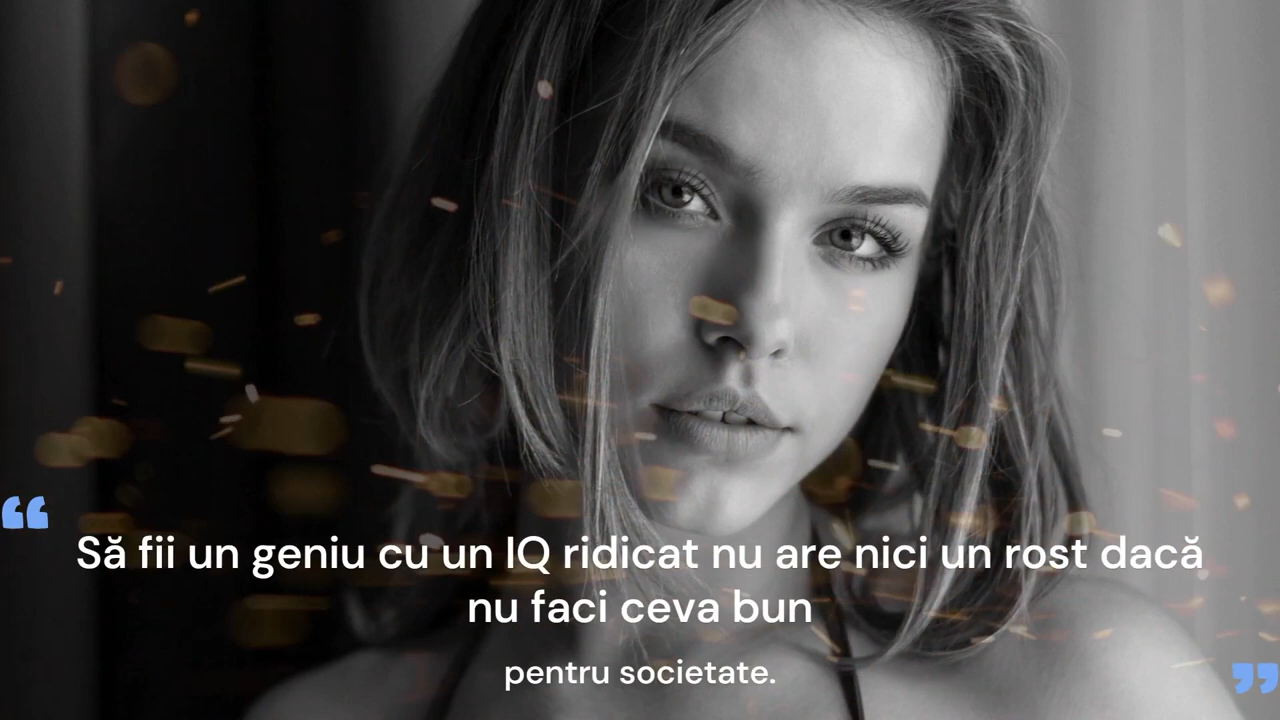 “
Să fii un geniu cu un IQ ridicat nu are nici un rost dacă
nu faci ceva bun
pentru societate.
”